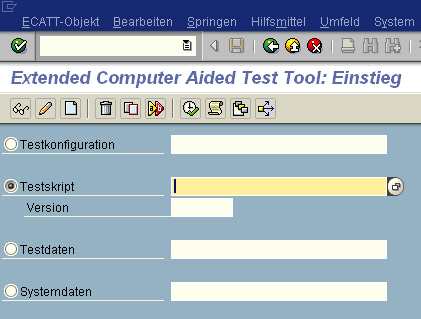 ECATT-Objekt Bearbeiten Springen Hilfsmittel Umfeld System
Extended Computer Aided Test Tool: Einstieg
Testkonfiguration
Testskript
Version
Testdaten
Systemdaten